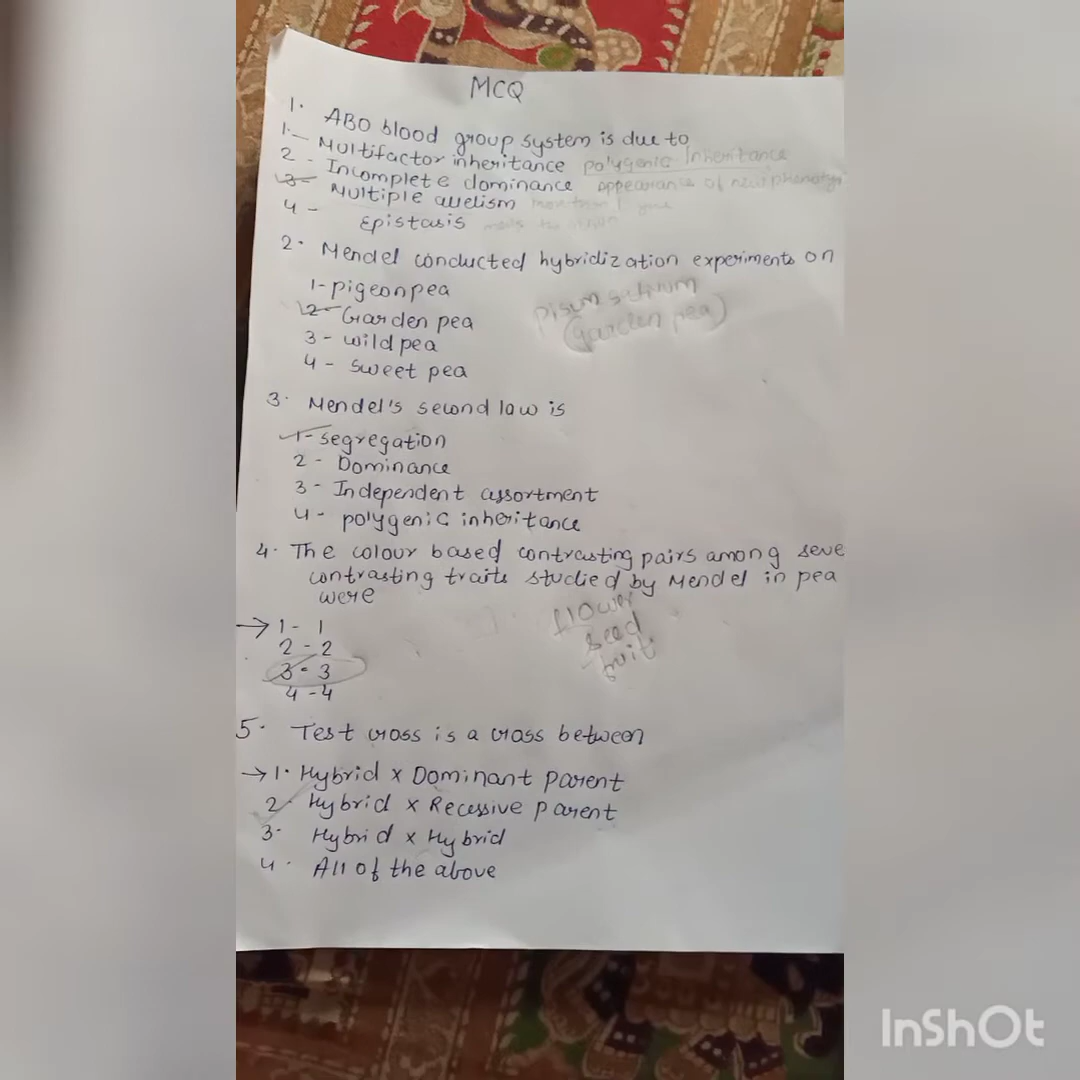 MCQ
1. ABO blood group system is due to
1- Multifactor inheritance polygenic Inheritance
2 - Incomplete dominance appearance of new phenotyp
3- Multiple allelism more than 1 gene
4 - Epistasis
2. Mendel conducted hybridization experiments on
1- pigeonpea
2- Garden pea
3 - wild pea
4 - sweet pea
Pisum sativum
(garden pea)
3. Mendel's second law is
1- segregation
2 - Dominance
3 - Independent assortment
4 - polygenic inheritance
4. The colour based contrasting pairs among seve
contrasting traits studied by Mendel in pea
were
→ 1 - 1
2 - 2
3 - 3
4 - 4
flower
seed
fruit
5. Test cross is a cross between
→ 1. Hybrid x Dominant parent
2. Hybrid x Recessive parent
3. Hybrid x Hybrid
4. All of the above
InShOt